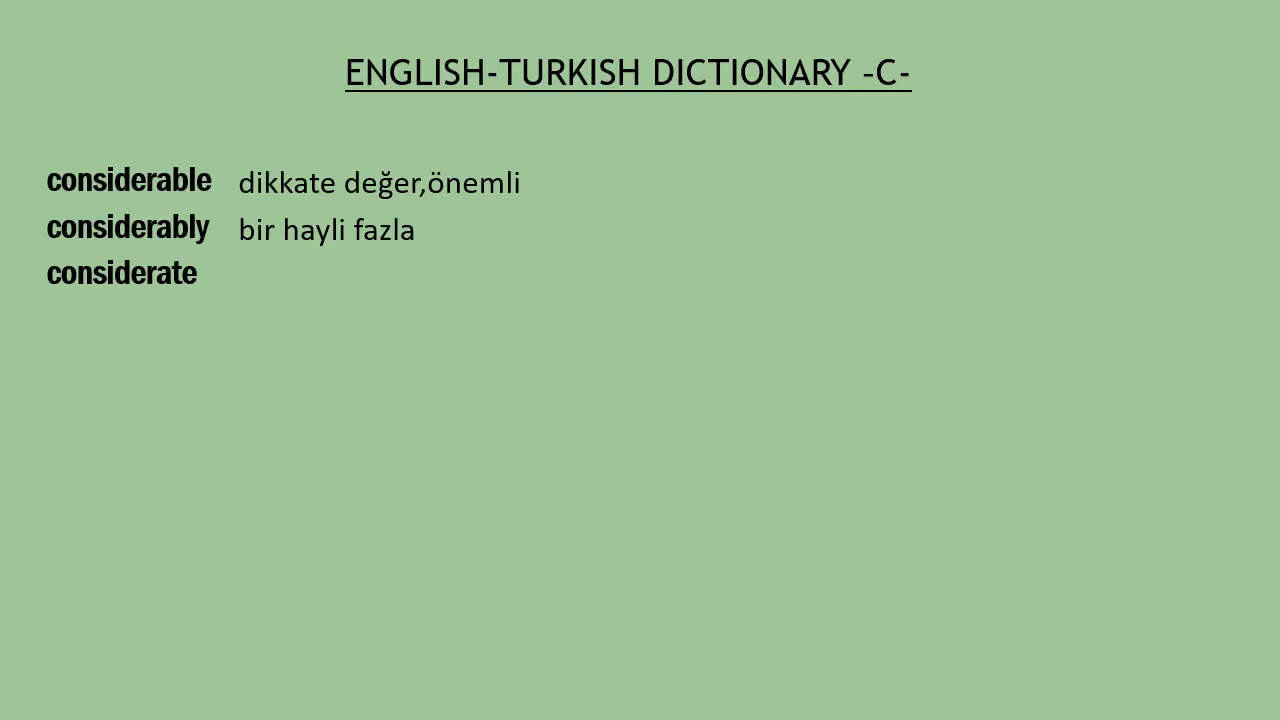 ENGLISH-TURKISH DICTIONARY –C-
considerable dikkate değer,önemli
considerably bir hayli fazla
considerate